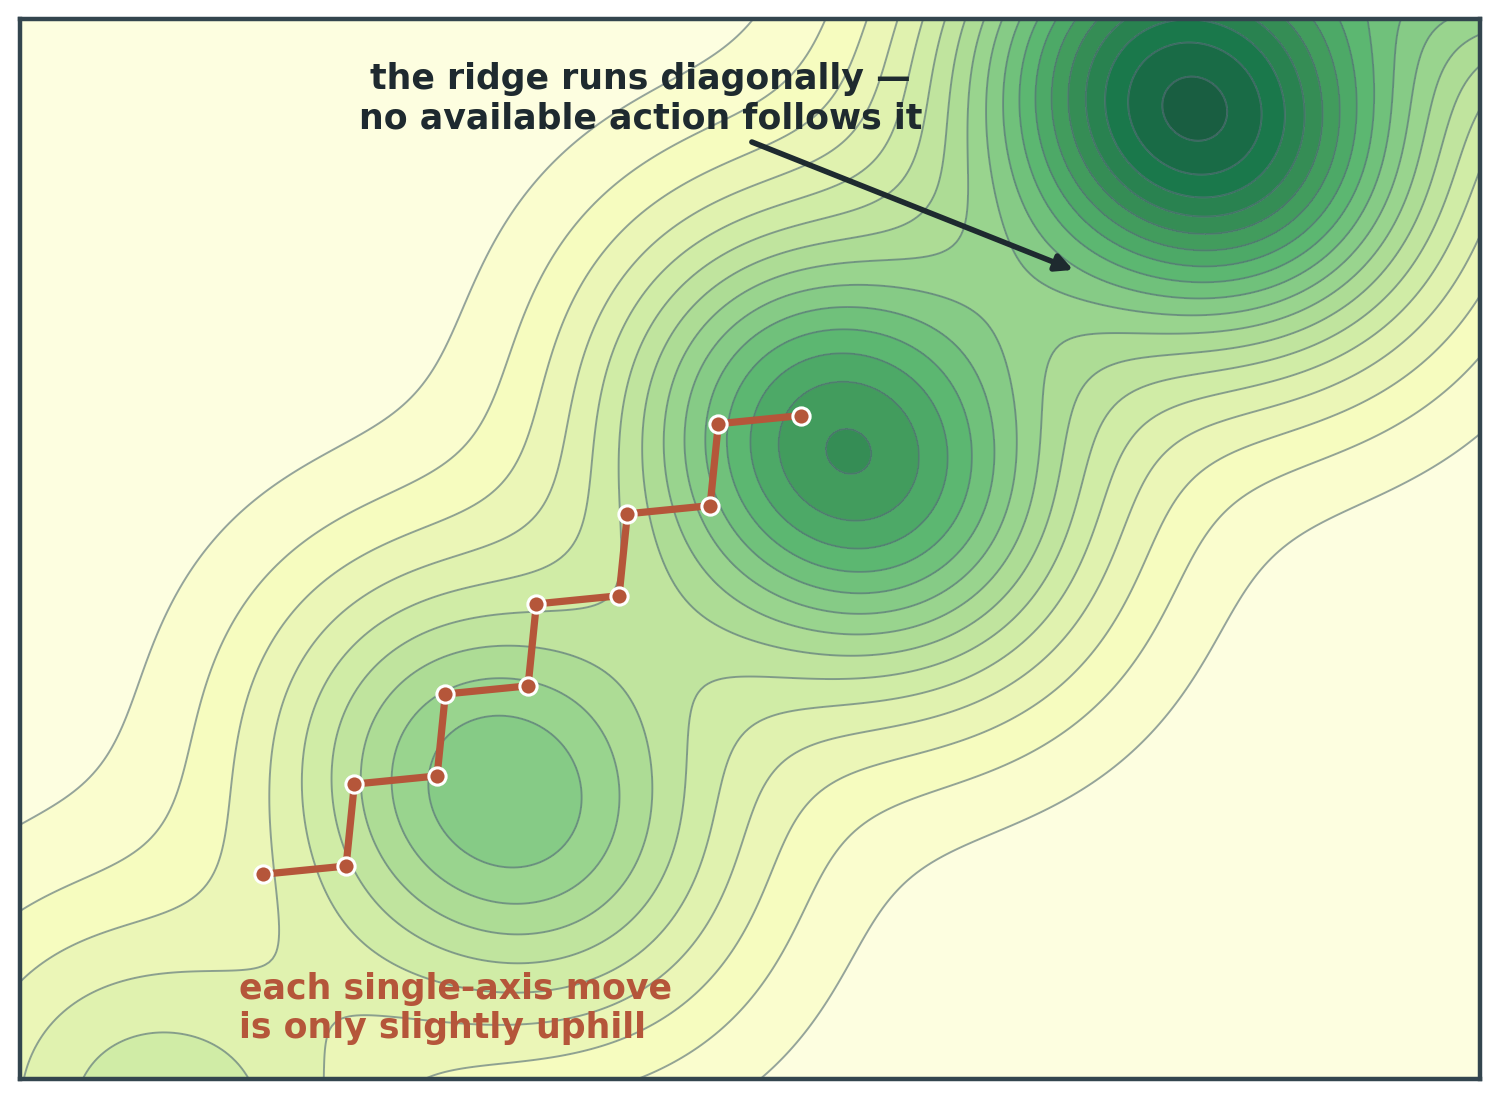 the ridge runs diagonally —
no available action follows it
each single-axis move
is only slightly uphill